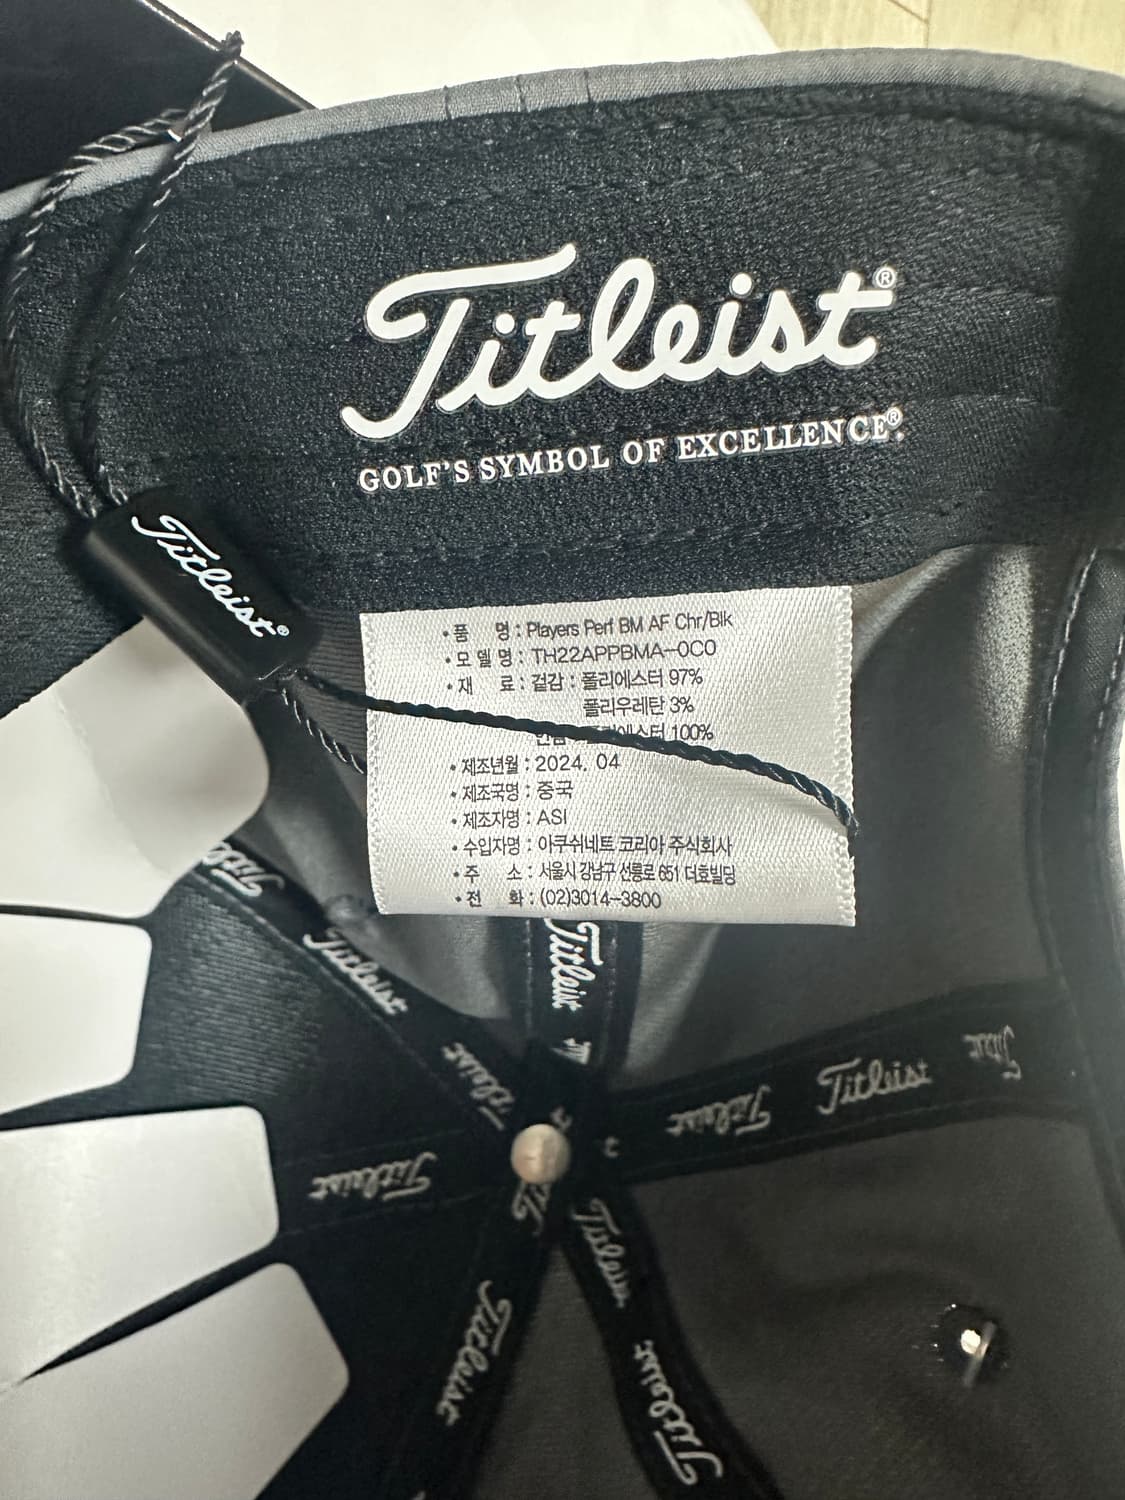 Titleist®
GOLF'S SYMBOL OF EXCELLENCE®.
Titleist®
• 품 명 : Players Perf BM AF Chr/Blk
• 모 델 명 : TH22APPBMA-0C0
• 재 료 : 겉감 : 폴리에스터 97%
폴리우레탄 3%
100%
• 제조년월 : 2024. 04
• 제조국명 : 중국
• 제조자명 : ASI
• 수입자명 : 아쿠쉬네트 코리아 주식회사
• 주 소 : 서울시 강남구 선릉로 651 더호빌딩
• 전 화 : (02)3014-3800
Titleist
Titleist
Titleist
Titleist
Titleist
Titleist
Titleist
Titleist
Titleist
Titleist
Titleist